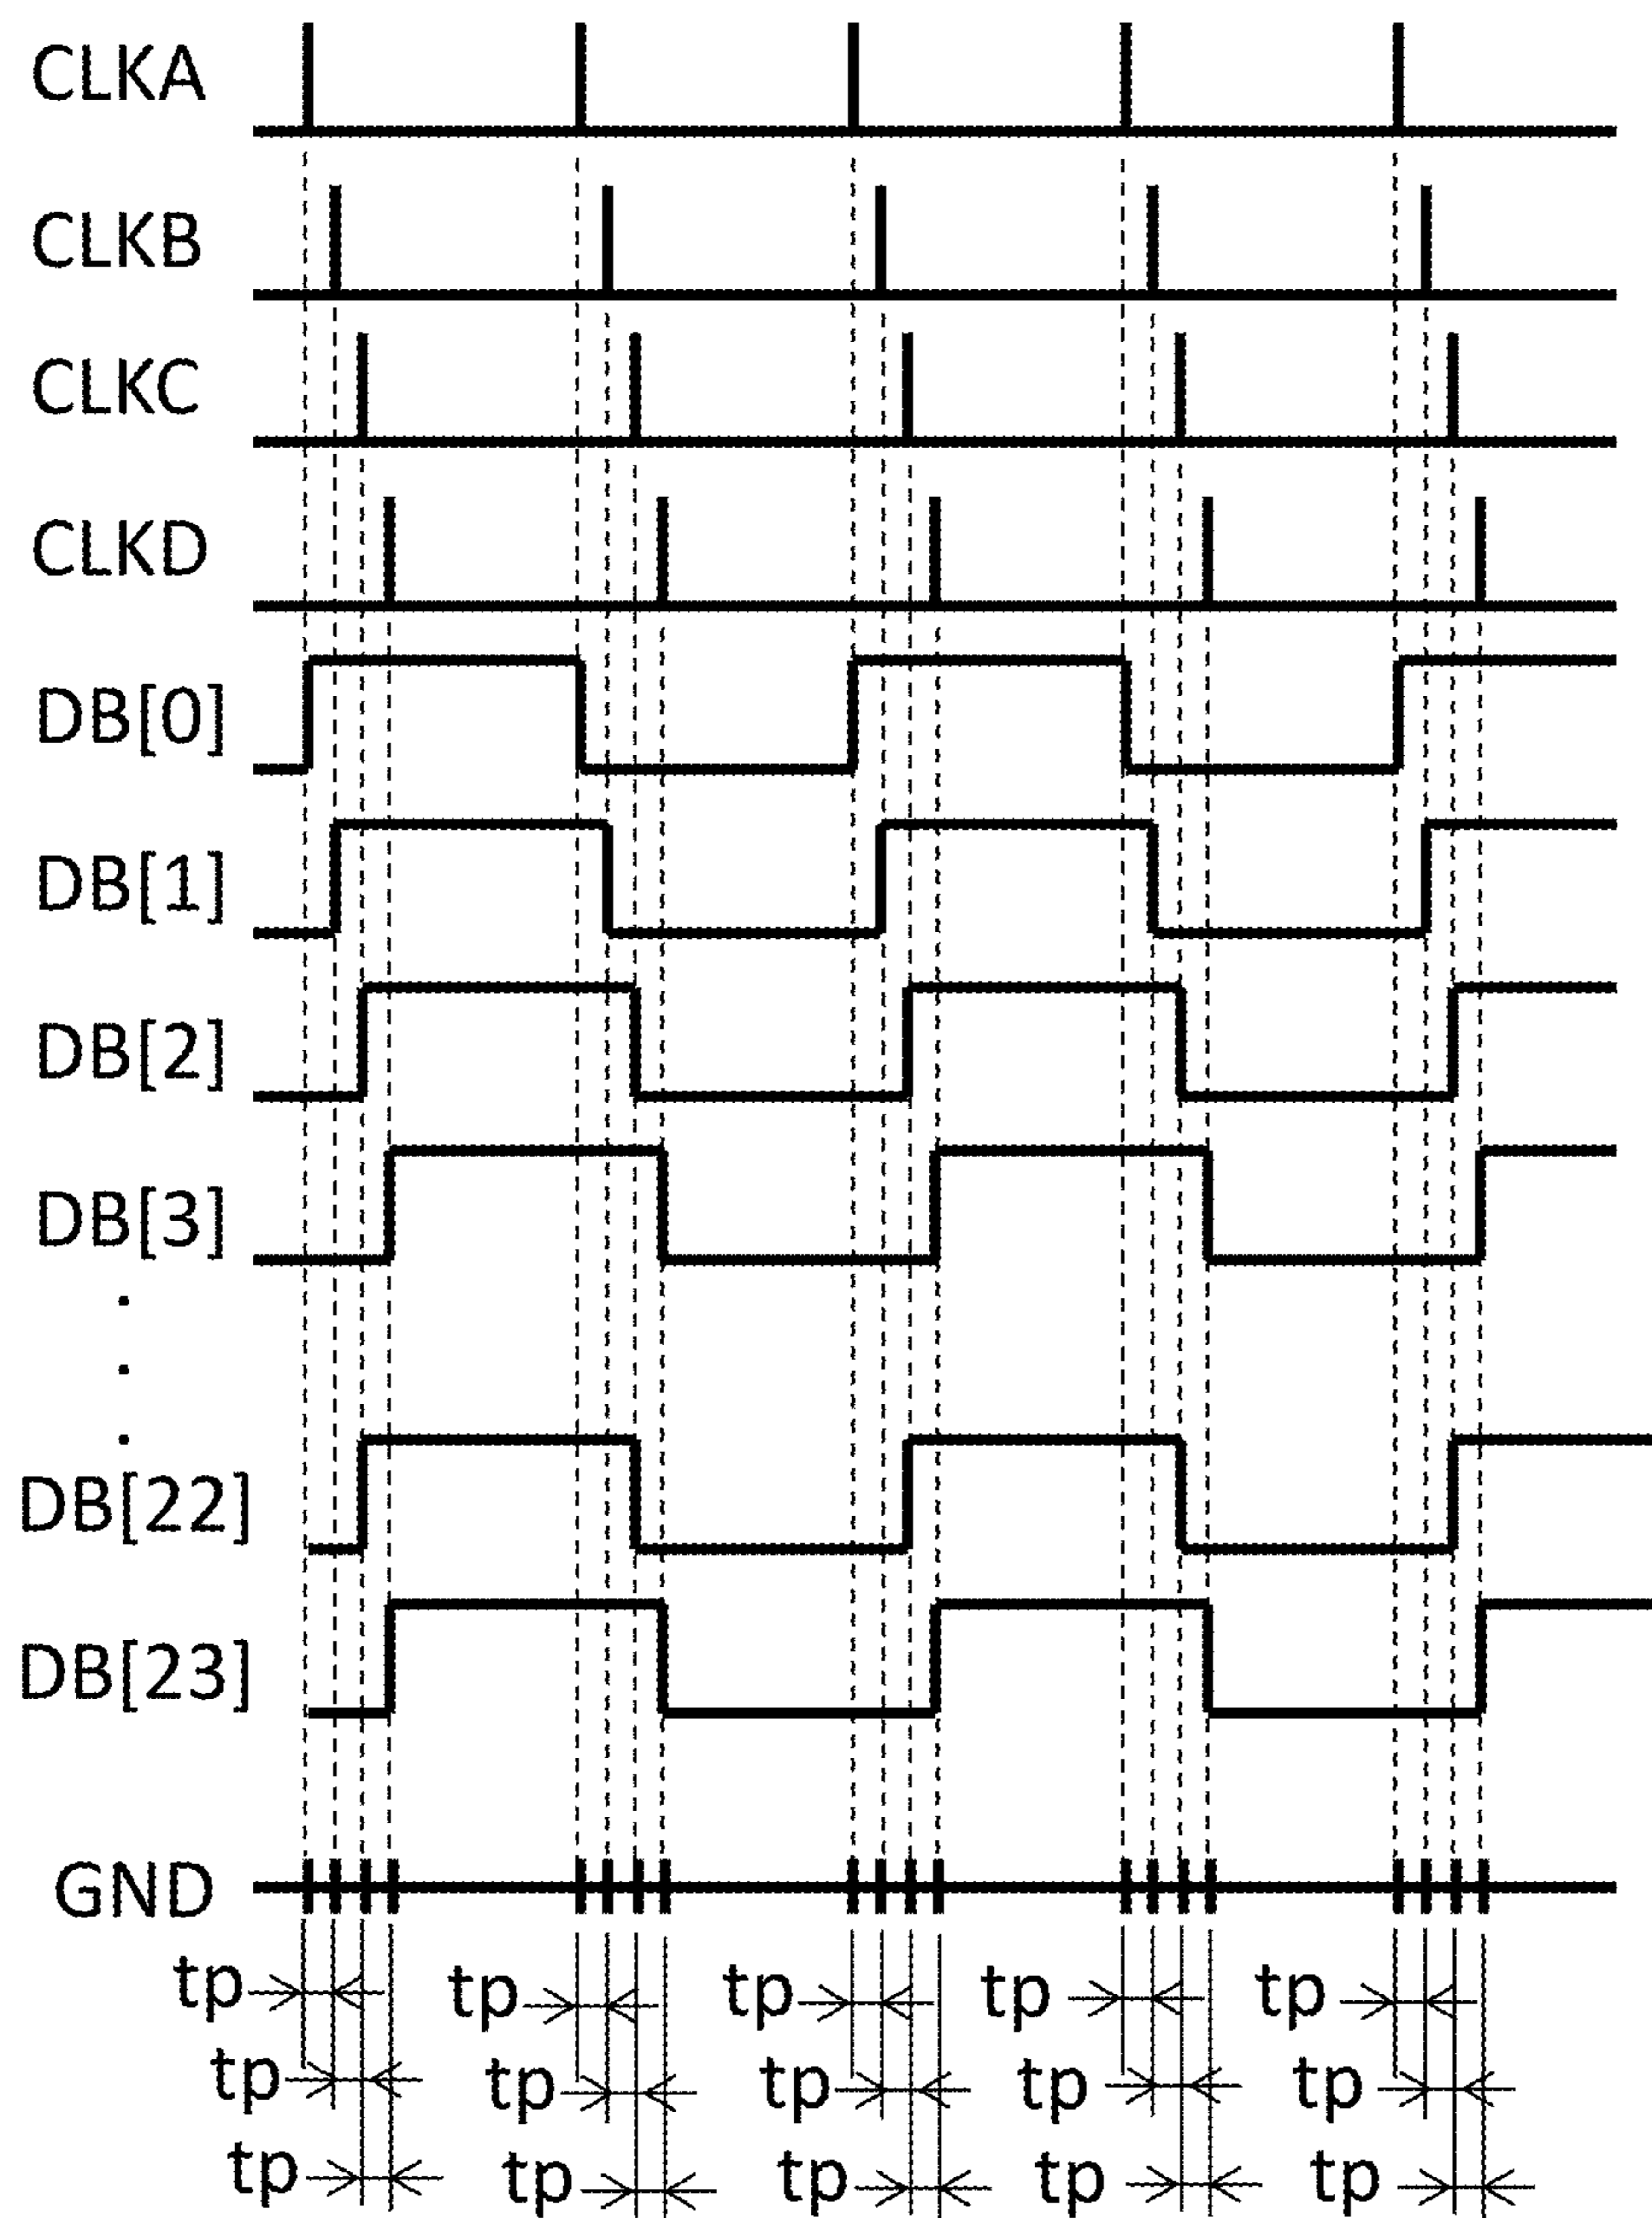 CLKA
CLKB
CLKC
CLKD
DB[0]
DB[1]
DB[2]
DB[3]
.
.
.
DB[22]
DB[23]
GND
tp tp tp tp tp
tp tp tp tp tp
tp tp tp tp tp